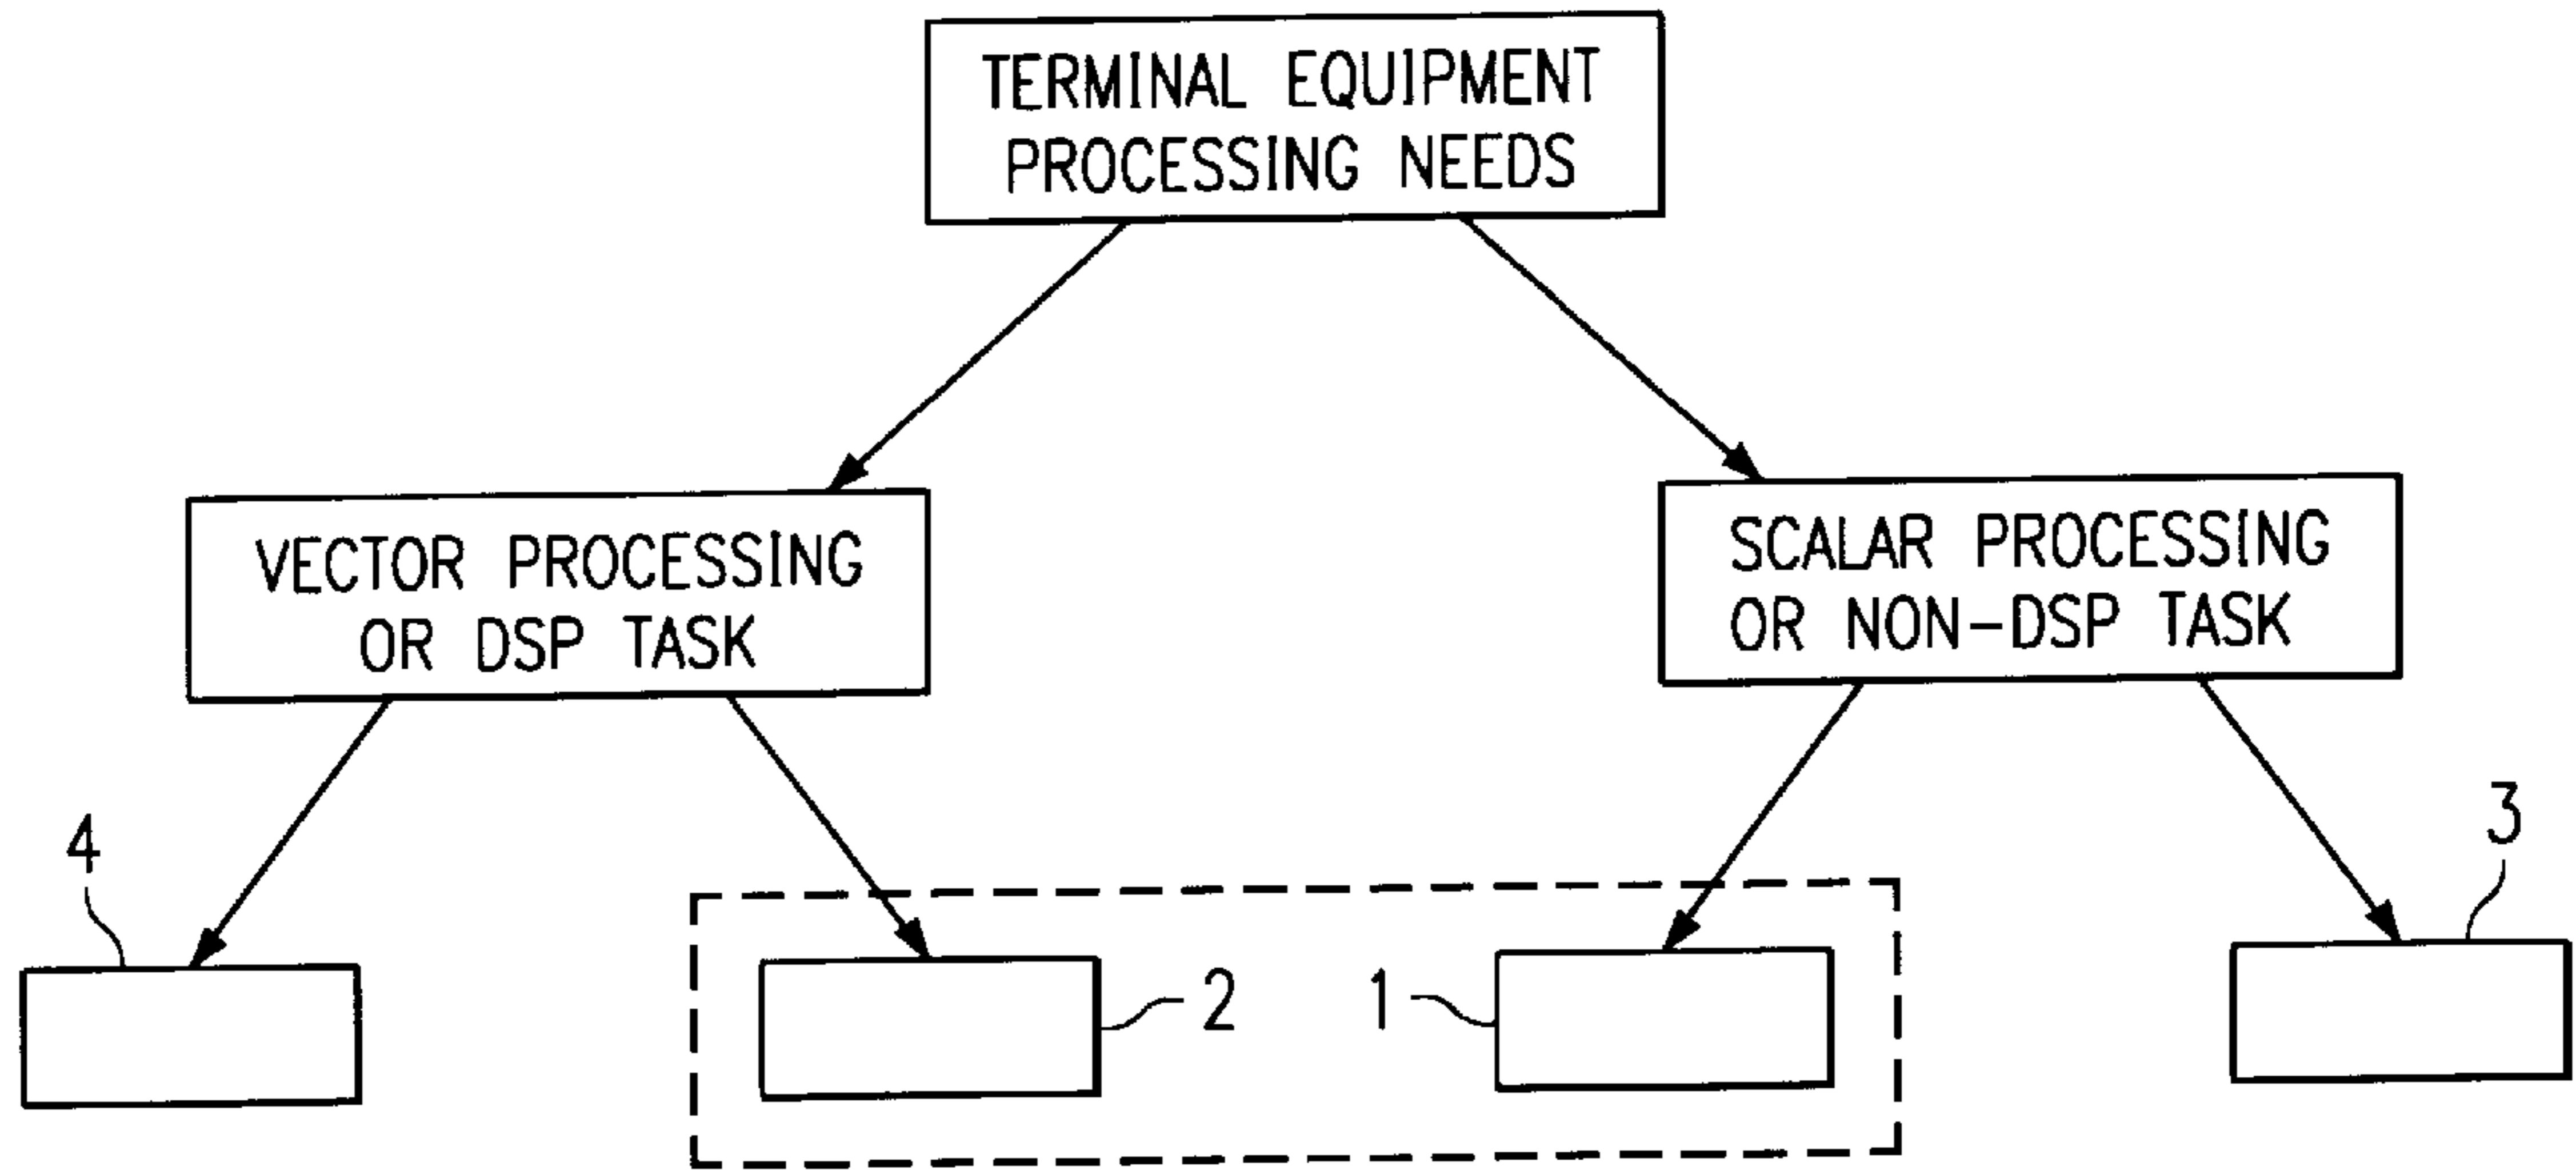 TERMINAL EQUIPMENT
PROCESSING NEEDS
VECTOR PROCESSING
OR DSP TASK
SCALAR PROCESSING
OR NON-DSP TASK
4
3
2
1